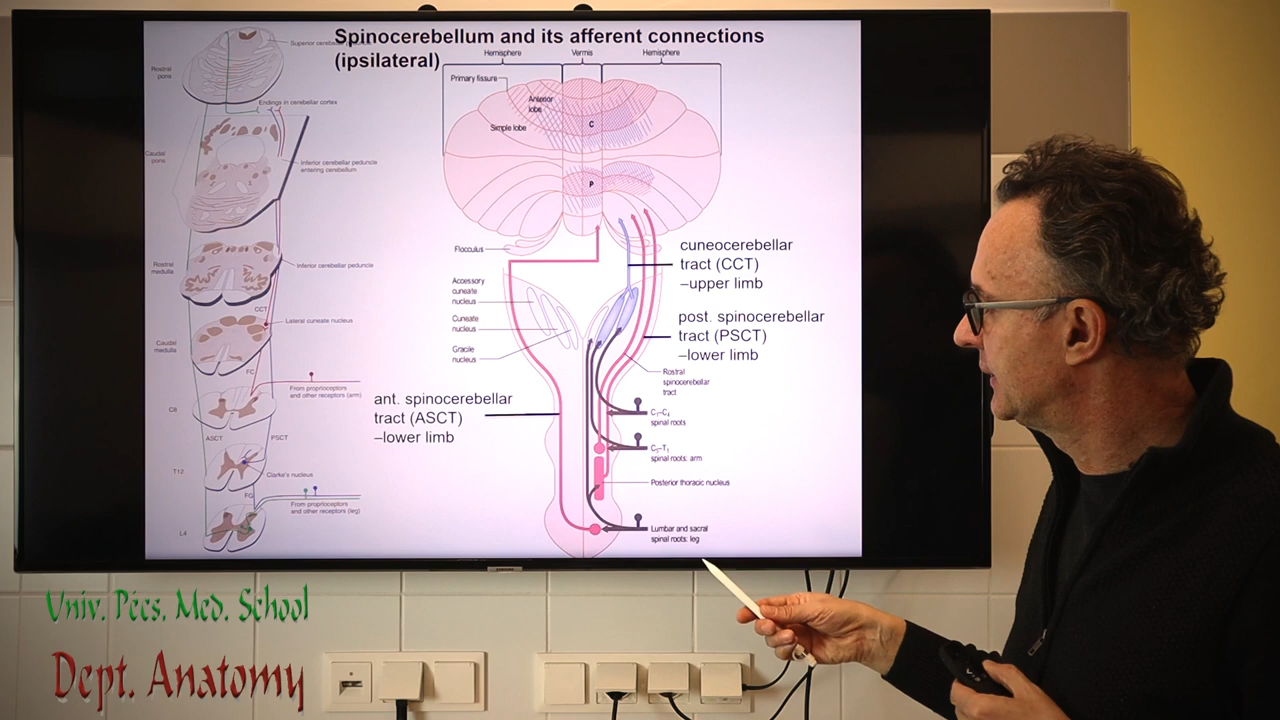 Spinocerebellum and its afferent connections
(ipsilateral)
Superior cerebellar peduncle
Rostral
pons
Endings in cerebellar cortex
Caudal
pons
Inferior cerebellar peduncle
entering cerebellum
Rostral
medulla
Inferior cerebellar peduncle
CCT
Lateral cuneate nucleus
Caudal
medulla
FC
From proprioceptors
and other receptors (arm)
C8
ASCT
PSCT
T12
Clarke's nucleus
FG
From proprioceptors
and other receptors (leg)
L4
Hemisphere
Vermis
Hemisphere
Primary fissure
Anterior
lobe
Simple lobe
C
P
Flocculus
Accessory
cuneate
nucleus
Cuneate
nucleus
Gracile
nucleus
cuneocerebellar
tract (CCT)
–upper limb
post. spinocerebellar
tract (PSCT)
–lower limb
Rostral
spinocerebellar
tract
ant. spinocerebellar
tract (ASCT)
–lower limb
C₁–C₄
spinal roots
C₅–T₁
spinal roots: arm
Posterior thoracic nucleus
Lumbar and sacral
spinal roots: leg
Univ. Pécs. Med. School
Dept. Anatomy